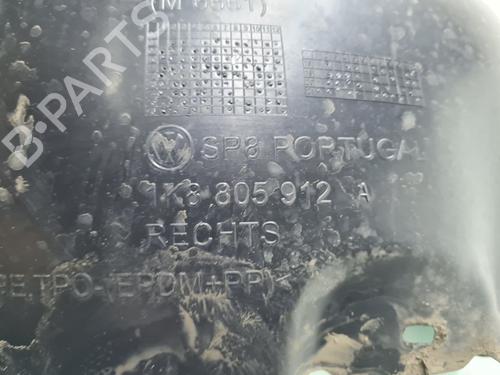 SP8 PORTUGAL
1K8 805 912 A
RECHTS
PE,TPO-(EPDM+PP)<
B-PARTS